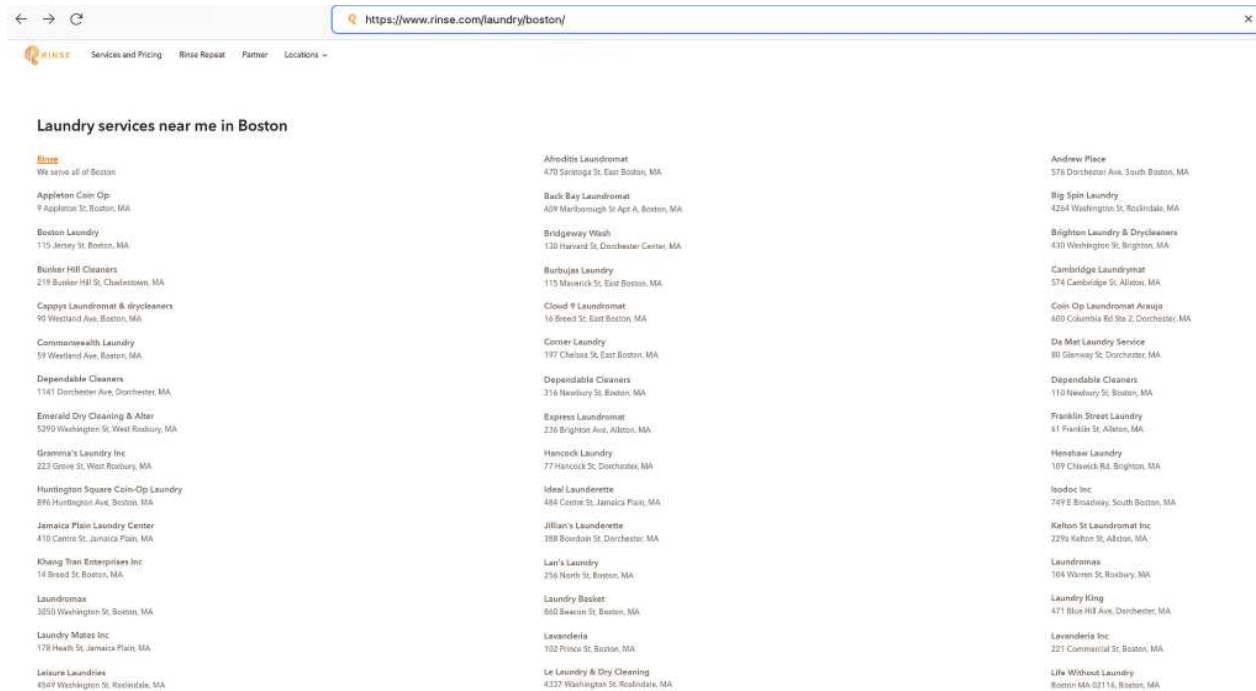 https://www.rinse.com/laundry/boston/
RINSE
Services and Pricing
Rinse Repeat
Partner
Locations
Laundry services near me in Boston
Rinse
We serve all of Boston
Afroditis Laundromat
470 Saratoga St, East Boston, MA
Andrew Place
576 Dorchester Ave, South Boston, MA
Appleton Coin Op
9 Appleton St, Boston, MA
Back Bay Laundromat
409 Marlborough St Apt A, Boston, MA
Big Spin Laundry
4264 Washington St, Roslindale, MA
Boston Laundry
115 Jersey St, Boston, MA
Bridgeway Wash
130 Harvard St, Dorchester Center, MA
Brighton Laundry & Drycleaners
430 Washington St, Brighton, MA
Bunker Hill Cleaners
219 Bunker Hill St, Charlestown, MA
Burbujas Laundry
115 Maverick St, East Boston, MA
Cambridge Laundrymat
574 Cambridge St, Allston, MA
Cappys Laundromat & drycleaners
90 Westland Ave, Boston, MA
Cloud 9 Laundromat
16 Breed St, East Boston, MA
Coin Op Laundromat Araujo
600 Columbia Rd Ste 2, Dorchester, MA
Commonwealth Laundry
59 Westland Ave, Boston, MA
Corner Laundry
197 Chelsea St, East Boston, MA
Da Mat Laundry Service
80 Glenway St, Dorchester, MA
Dependable Cleaners
1141 Dorchester Ave, Dorchester, MA
Dependable Cleaners
316 Newbury St, Boston, MA
Dependable Cleaners
110 Newbury St, Boston, MA
Emerald Dry Cleaning & Alter
5290 Washington St, West Roxbury, MA
Express Laundromat
236 Brighton Ave, Allston, MA
Franklin Street Laundry
61 Franklin St, Allston, MA
Gramma's Laundry Inc
223 Grove St, West Roxbury, MA
Hancock Laundry
77 Hancock St, Dorchester, MA
Henshaw Laundry
109 Chiswick Rd, Brighton, MA
Huntington Square Coin-Op Laundry
896 Huntington Ave, Boston, MA
Ideal Launderette
484 Centre St, Jamaica Plain, MA
Isodoc Inc
749 E Broadway, South Boston, MA
Jamaica Plain Laundry Center
410 Centre St, Jamaica Plain, MA
Jillian's Launderette
388 Bowdoin St, Dorchester, MA
Kelton St Laundromat Inc
229a Kelton St, Allston, MA
Khang Tran Enterprises Inc
14 Breed St, Boston, MA
Lan's Laundry
256 North St, Boston, MA
Laundromax
104 Warren St, Roxbury, MA
Laundromax
3050 Washington St, Boston, MA
Laundry Basket
860 Beacon St, Boston, MA
Laundry King
471 Blue Hill Ave, Dorchester, MA
Laundry Mates Inc
178 Heath St, Jamaica Plain, MA
Lavanderia
102 Prince St, Boston, MA
Lavanderia Inc
221 Commercial St, Boston, MA
Leisure Laundries
4549 Washington St, Roslindale, MA
Le Laundry & Dry Cleaning
4337 Washington St, Roslindale, MA
Life Without Laundry
Boston MA 02116, Boston, MA